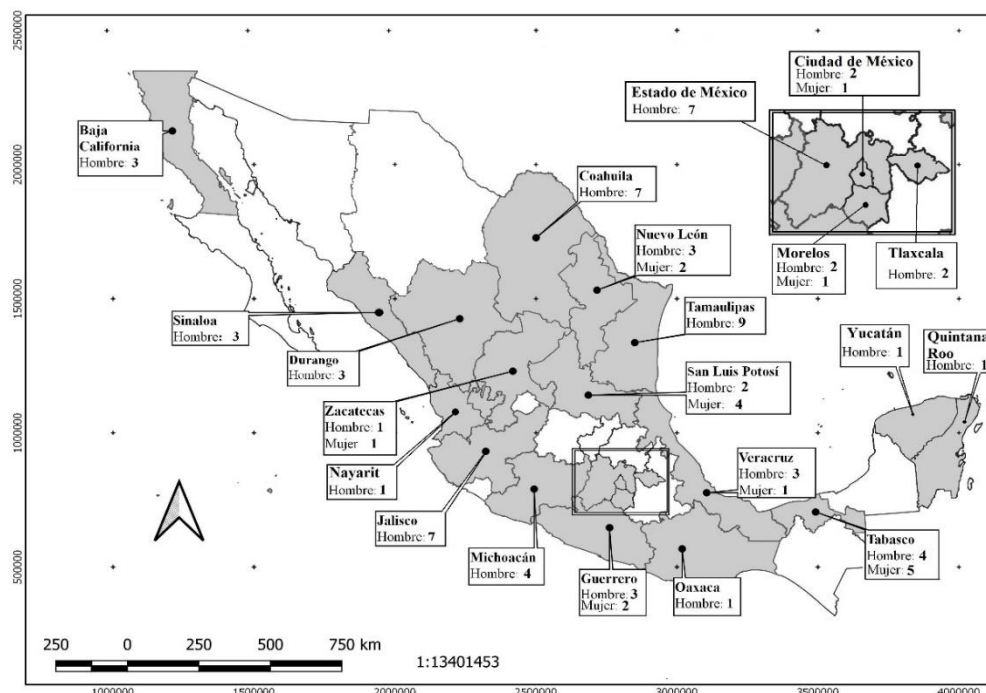 Ciudad de México
Hombre: 2
Mujer: 1
Estado de México
Hombre: 7
Baja
California
Hombre: 3
Coahuila
Hombre: 7
Nuevo León
Hombre: 3
Mujer: 2
Morelos
Hombre: 2
Mujer: 1
Tlaxcala
Hombre: 2
Sinaloa
Hombre: 3
Tamaulipas
Hombre: 9
Durango
Hombre: 3
Yucatán
Hombre: 1
Quintana
Roo
Hombre: 1
San Luis Potosí
Hombre: 2
Mujer: 4
Zacatecas
Hombre: 1
Mujer 1
Nayarit
Hombre: 1
Veracruz
Hombre: 3
Mujer: 1
Jalisco
Hombre: 7
Michoacán
Hombre: 4
Guerrero
Hombre: 3
Mujer: 2
Oaxaca
Hombre: 1
Tabasco
Hombre: 4
Mujer: 5
250 0 250 500 750 km
1:13401453
2500000
2000000
1500000
1000000
500000
1000000 1500000 2000000 2500000 3000000 3500000 4000000